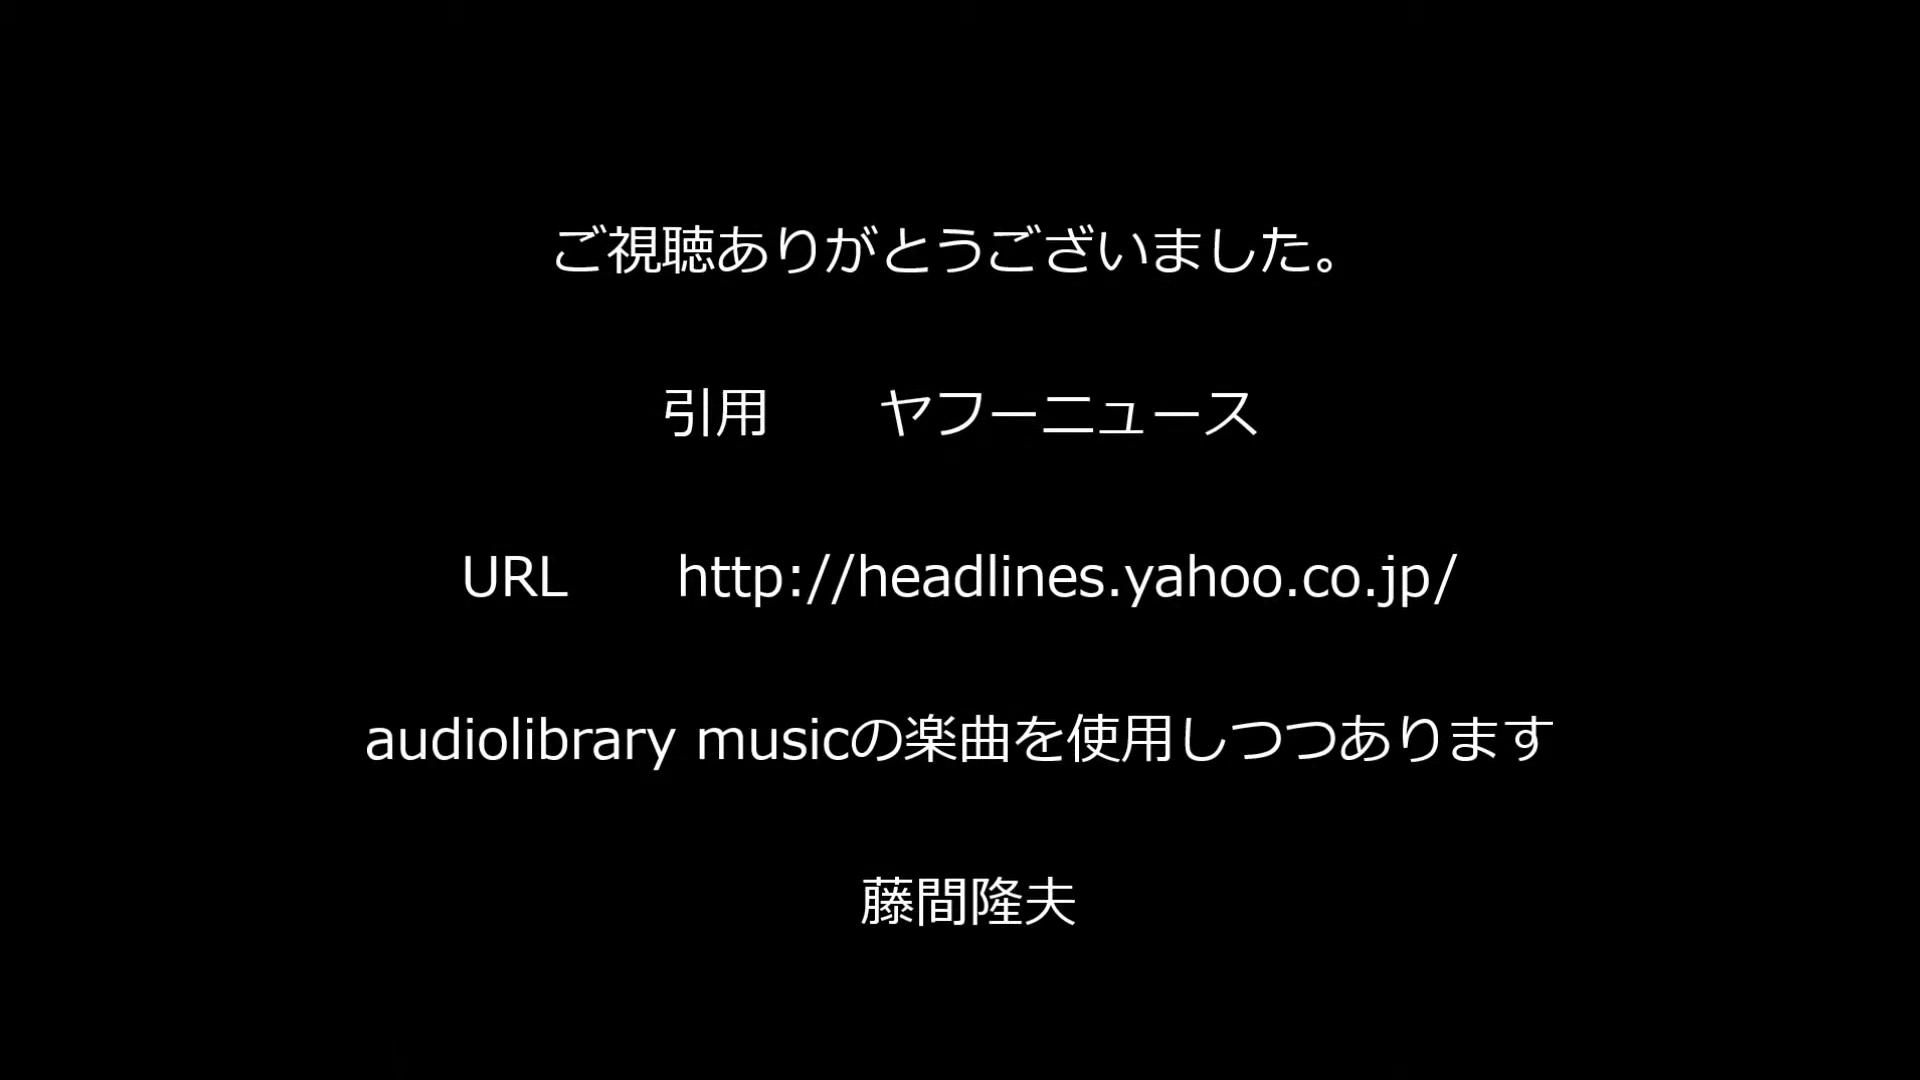 ご視聴ありがとうございました。
引用　　ヤフーニュース
URL　　http://headlines.yahoo.co.jp/
audiolibrary musicの楽曲を使用しつつあります
藤間隆夫